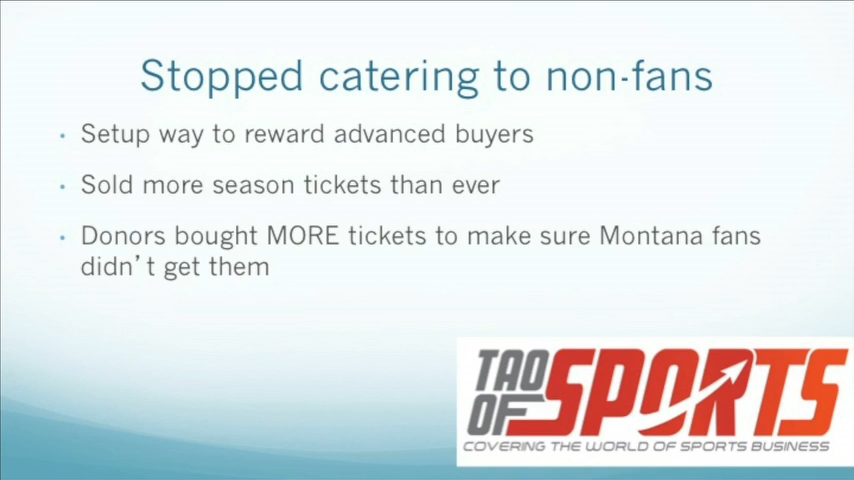 Stopped catering to non-fans
• Setup way to reward advanced buyers
• Sold more season tickets than ever
• Donors bought MORE tickets to make sure Montana fans
didn't get them
TAO
OF
SPORTS
COVERING THE WORLD OF SPORTS BUSINESS